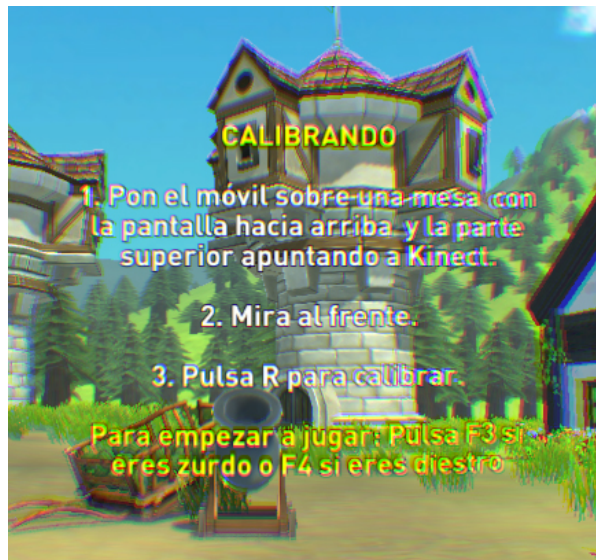 CALIBRANDO
1. Pon el móvil sobre una mesa con
la pantalla hacia arriba y la parte
superior apuntando a Kinect.
2. Mira al frente.
3. Pulsa R para calibrar.
Para empezar a jugar: Pulsa F3 si
eres zurdo o F4 si eres diestro